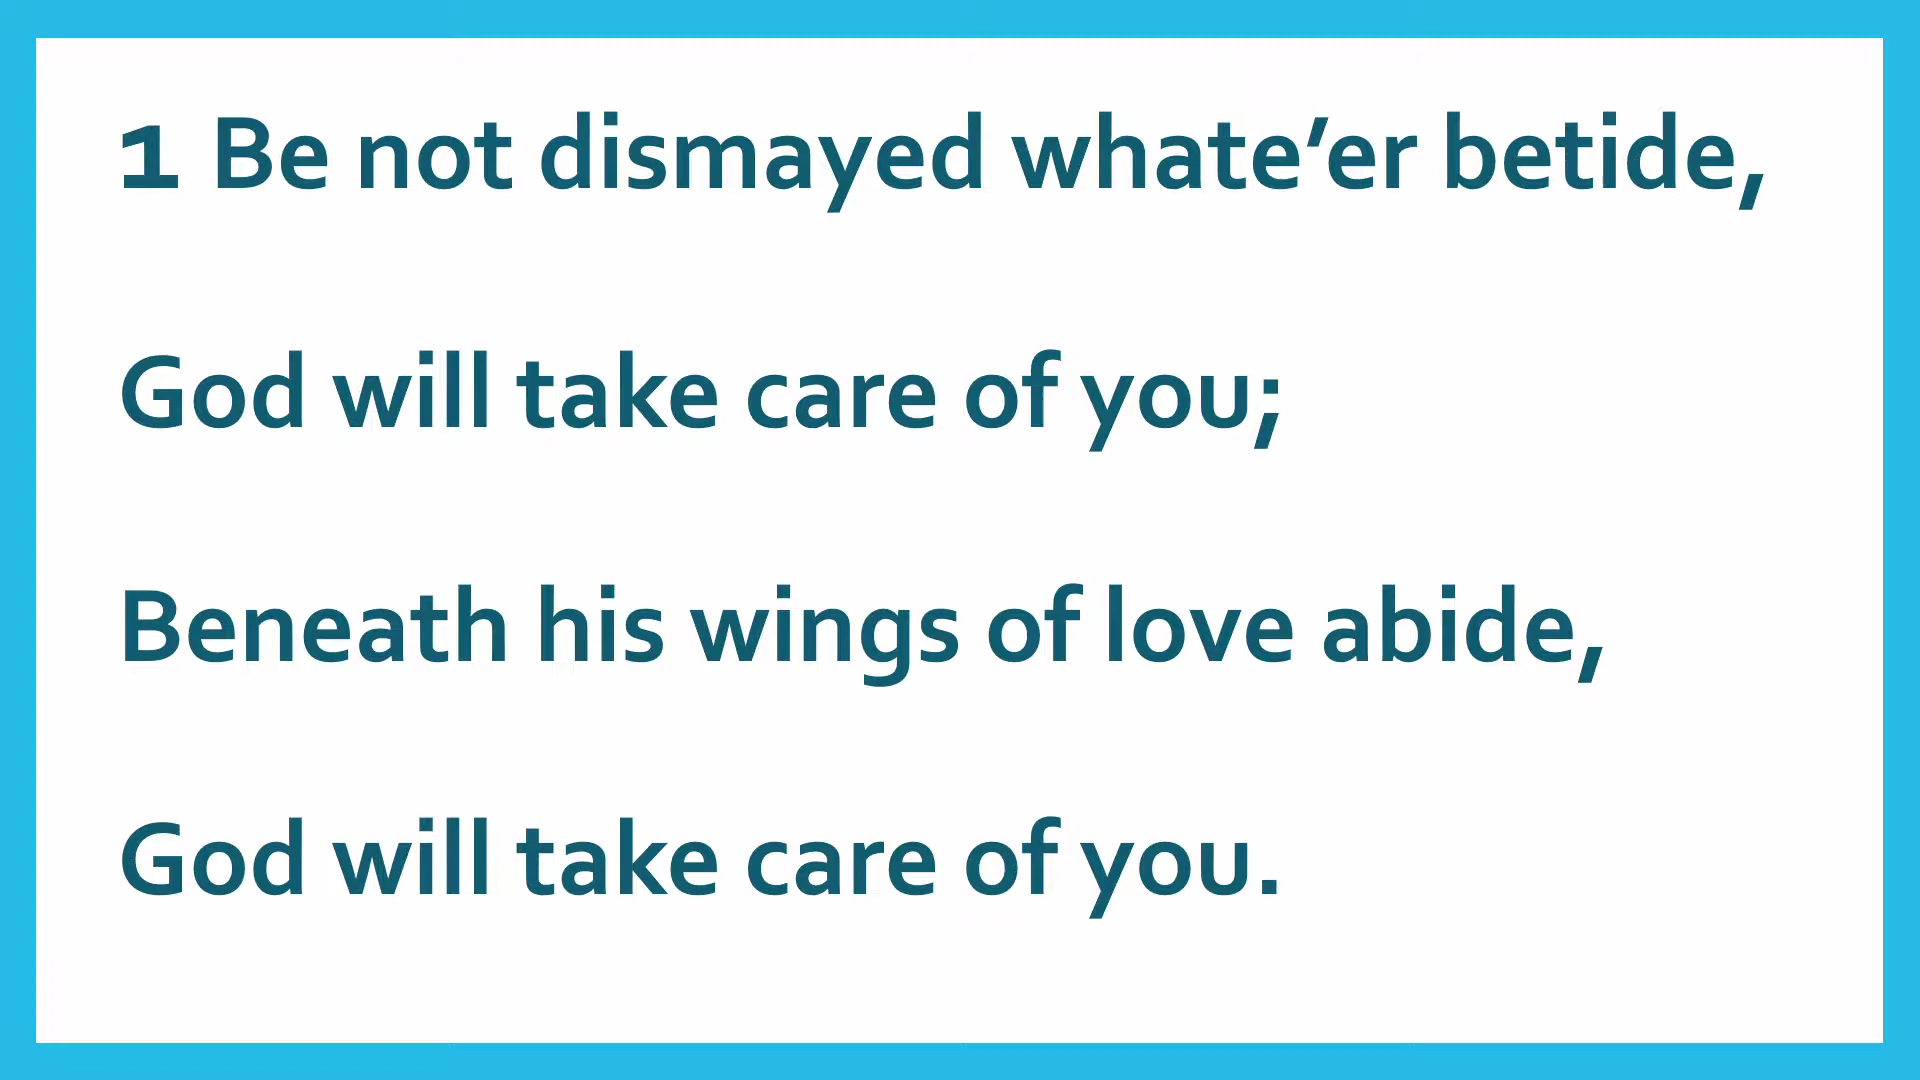 1 Be not dismayed whate’er betide,
God will take care of you;
Beneath his wings of love abide,
God will take care of you.